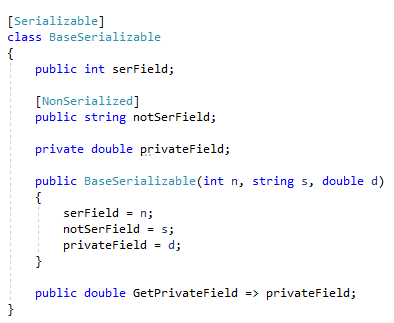 [Serializable]
class BaseSerializable
{
    public int serField;

    [NonSerialized]
    public string notSerField;

    private double privateField;

    public BaseSerializable(int n, string s, double d)
    {
        serField = n;
        notSerField = s;
        privateField = d;
    }

    public double GetPrivateField => privateField;
}